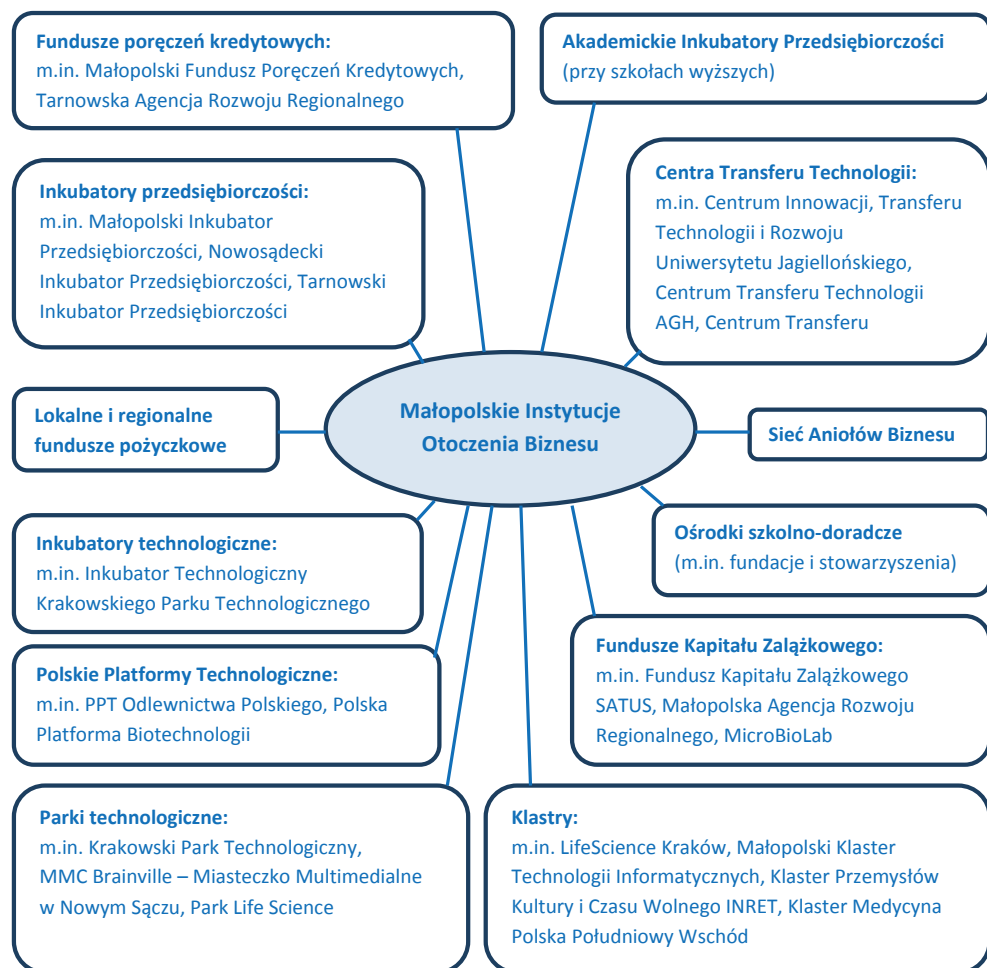 Fundusze poręczeń kredytowych:
m.in. Małopolski Fundusz Poręczeń Kredytowych,
Tarnowska Agencja Rozwoju Regionalnego
Akademickie Inkubatory Przedsiębiorczości
(przy szkołach wyższych)
Inkubatory przedsiębiorczości:
m.in. Małopolski Inkubator
Przedsiębiorczości, Nowosądecki
Inkubator Przedsiębiorczości, Tarnowski
Inkubator Przedsiębiorczości
Centra Transferu Technologii:
m.in. Centrum Innowacji, Transferu
Technologii i Rozwoju
Uniwersytetu Jagiellońskiego,
Centrum Transferu Technologii
AGH, Centrum Transferu
Lokalne i regionalne
fundusze pożyczkowe
Małopolskie Instytucje
Otoczenia Biznesu
Sieć Aniołów Biznesu
Inkubatory technologiczne:
m.in. Inkubator Technologiczny
Krakowskiego Parku Technologicznego
Ośrodki szkolno-doradcze
(m.in. fundacje i stowarzyszenia)
Polskie Platformy Technologiczne:
m.in. PPT Odlewnictwa Polskiego, Polska
Platforma Biotechnologii
Fundusze Kapitału Zalążkowego:
m.in. Fundusz Kapitału Zalążkowego
SATUS, Małopolska Agencja Rozwoju
Regionalnego, MicroBioLab
Parki technologiczne:
m.in. Krakowski Park Technologiczny,
MMC Brainville – Miasteczko Multimedialne
w Nowym Sączu, Park Life Science
Klastry:
m.in. LifeScience Kraków, Małopolski Klaster
Technologii Informatycznych, Klaster Przemysłów
Kultury i Czasu Wolnego INRET, Klaster Medycyna
Polska Południowy Wschód